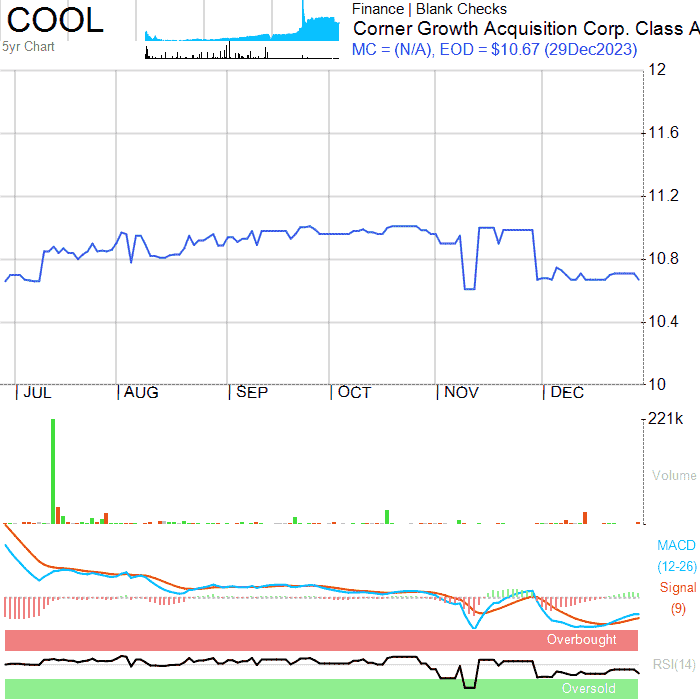 COOL
5yr Chart
Finance | Blank Checks
Corner Growth Acquisition Corp. Class A
MC = (N/A), EOD = $10.67 (29Dec2023)
12
11.6
11.2
10.8
10.4
10
JUL AUG SEP OCT NOV DEC
221k
Volume
MACD
(12-26)
Signal
(9)
Overbought
RSI(14)
Oversold